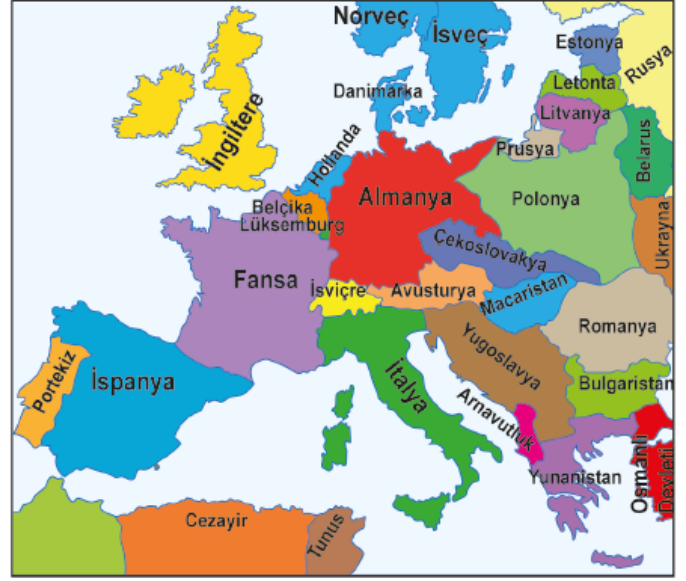 Norveç
İsveç
Estonya
Rusya
Letonta
Danimarka
Litvanya
İngiltere
Hollanda
Prusya
Belarus
Almanya
Polonya
Belçika
Lüksemburg
Ukrayna
Çekoslovakya
Fansa
İsviçre
Avusturya
Macaristan
Romanya
Yugoslavya
Portekiz
İspanya
İtalya
Bulgaristan
Arnavutluk
Osmanlı
Devleti
Yunanistan
Cezayir
Tunus